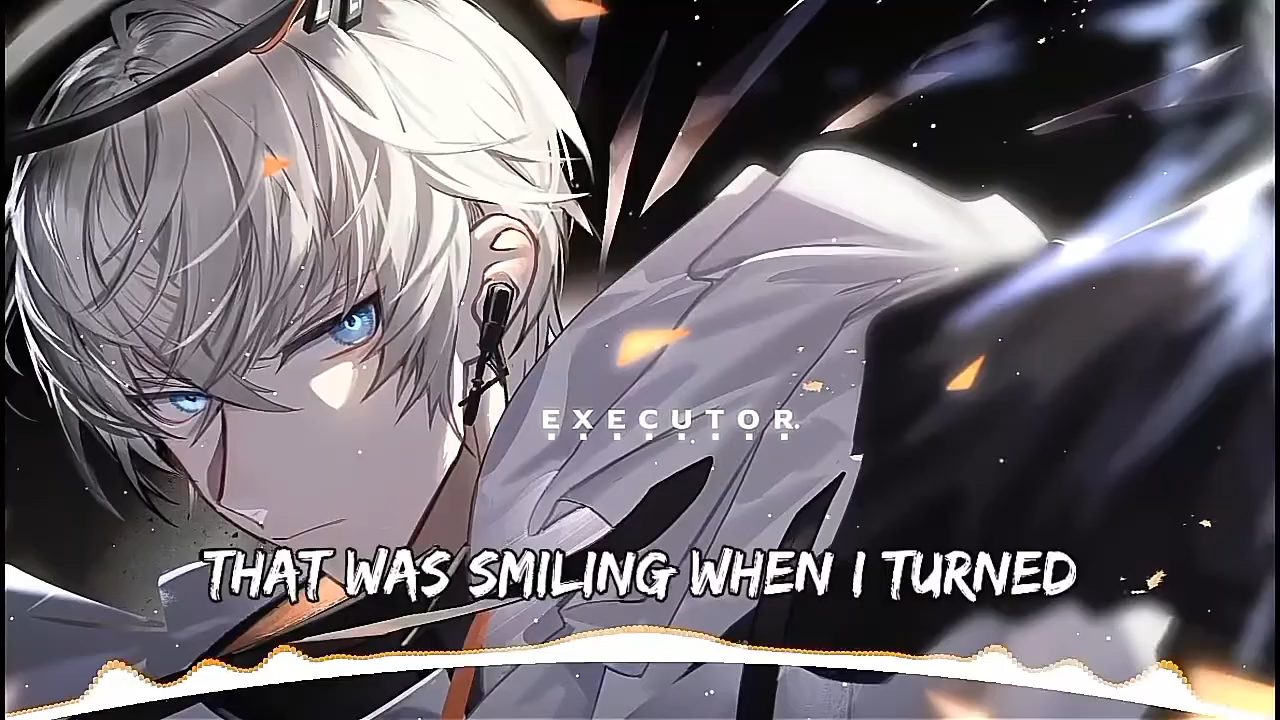 EXECUTOR.
THAT WAS SMILING WHEN I TURNED